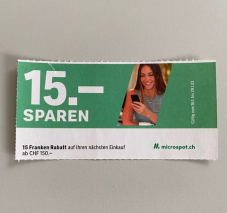 15.–
SPAREN
15 Franken Rabatt auf Ihren nächsten Einkauf
ab CHF 150.–
microspot.ch